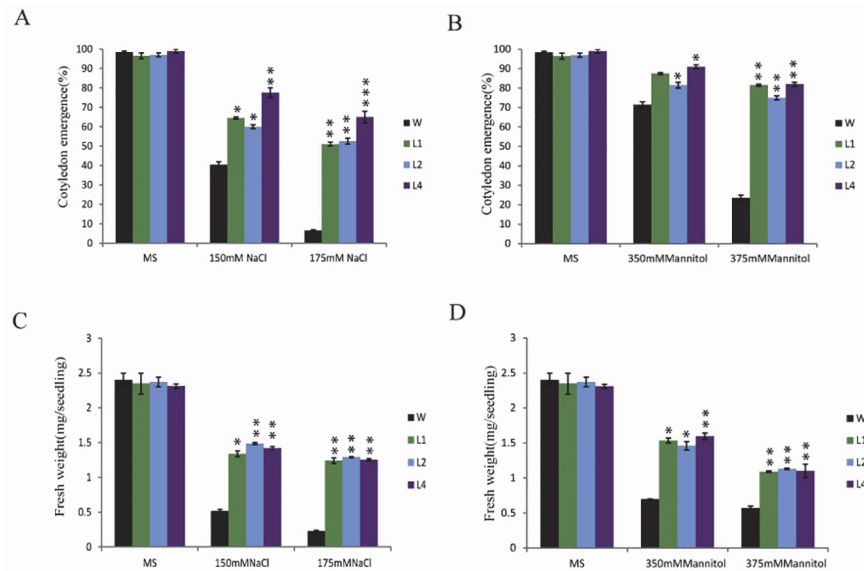 A
Cotyledon emergence(%)
100
90
80
70
60
50
40
30
20
10
0
MS
150mM NaCl
175mM NaCl
*
*
**
**
**
***
W
L1
L2
L4
B
Cotyledon emergence(%)
100
90
80
70
60
50
40
30
20
10
0
MS
350mMMannitol
375mMMannitol
*
*
**
**
**
W
L1
L2
L4
C
Fresh weight(mg/seedling)
3
2.5
2
1.5
1
0.5
0
MS
150mMNaCl
175mMNaCl
*
**
**
**
**
**
W
L1
L2
L4
D
Fresh weight(mg/seedling)
3
2.5
2
1.5
1
0.5
0
MS
350mMMannitol
375mMMannitol
*
*
**
**
**
**
W
L1
L2
L4